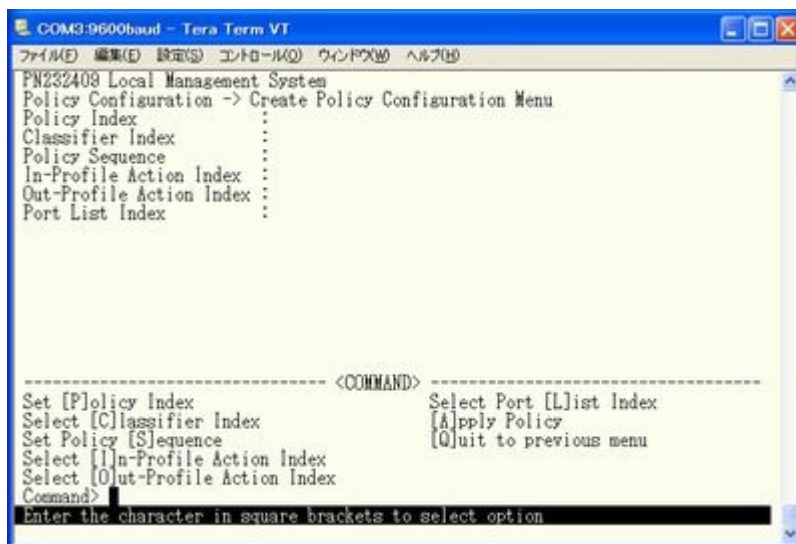 COM3:9600baud - Tera Term VT
ファイル(F) 編集(E) 設定(S) コントロール(O) ウィンドウ(W) ヘルプ(H)
PN232409 Local Management System
Policy Configuration -> Create Policy Configuration Menu
Policy Index :
Classifier Index :
Policy Sequence :
In-Profile Action Index :
Out-Profile Action Index :
Port List Index :
------------------------------- <COMMAND> ----------------------------------
Set [P]olicy Index Select Port [L]ist Index
Select [C]lassifier Index [A]pply Policy
Set Policy [S]equence [Q]uit to previous menu
Select [I]n-Profile Action Index
Select [O]ut-Profile Action Index
Command>
Enter the character in square brackets to select option